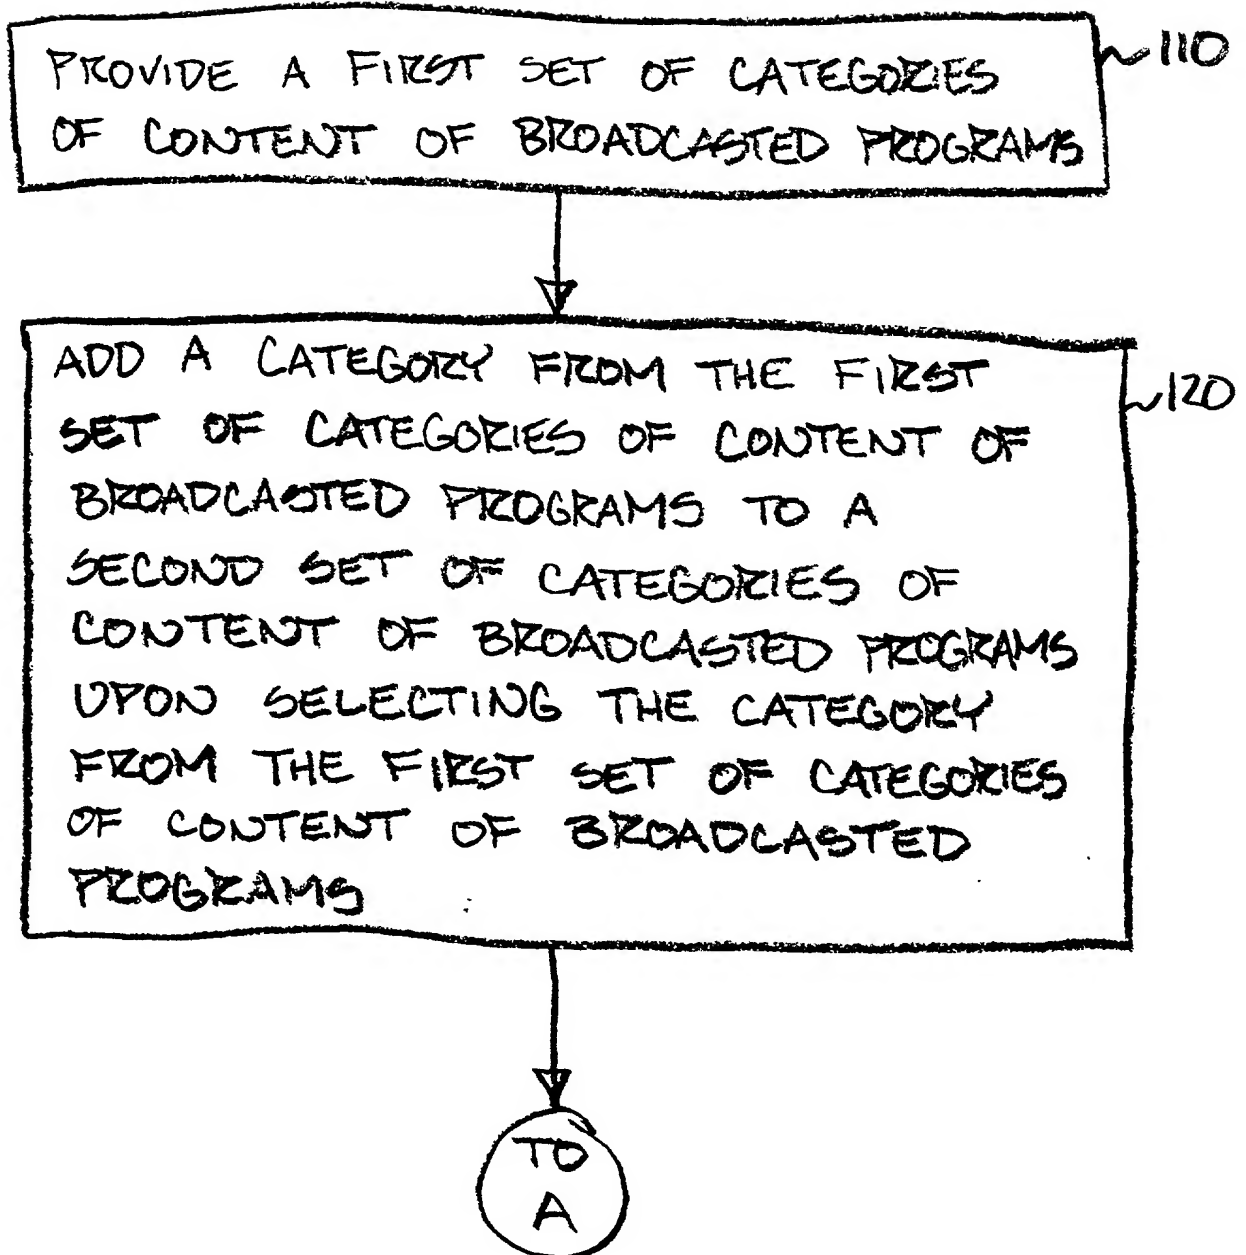 PROVIDE A FIRST SET OF CATEGORIES
OF CONTENT OF BROADCASTED PROGRAMS
110
ADD A CATEGORY FROM THE FIRST
SET OF CATEGORIES OF CONTENT OF
BROADCASTED PROGRAMS TO A
SECOND SET OF CATEGORIES OF
CONTENT OF BROADCASTED PROGRAMS
UPON SELECTING THE CATEGORY
FROM THE FIRST SET OF CATEGORIES
OF CONTENT OF BROADCASTED
PROGRAMS
120
TO
A